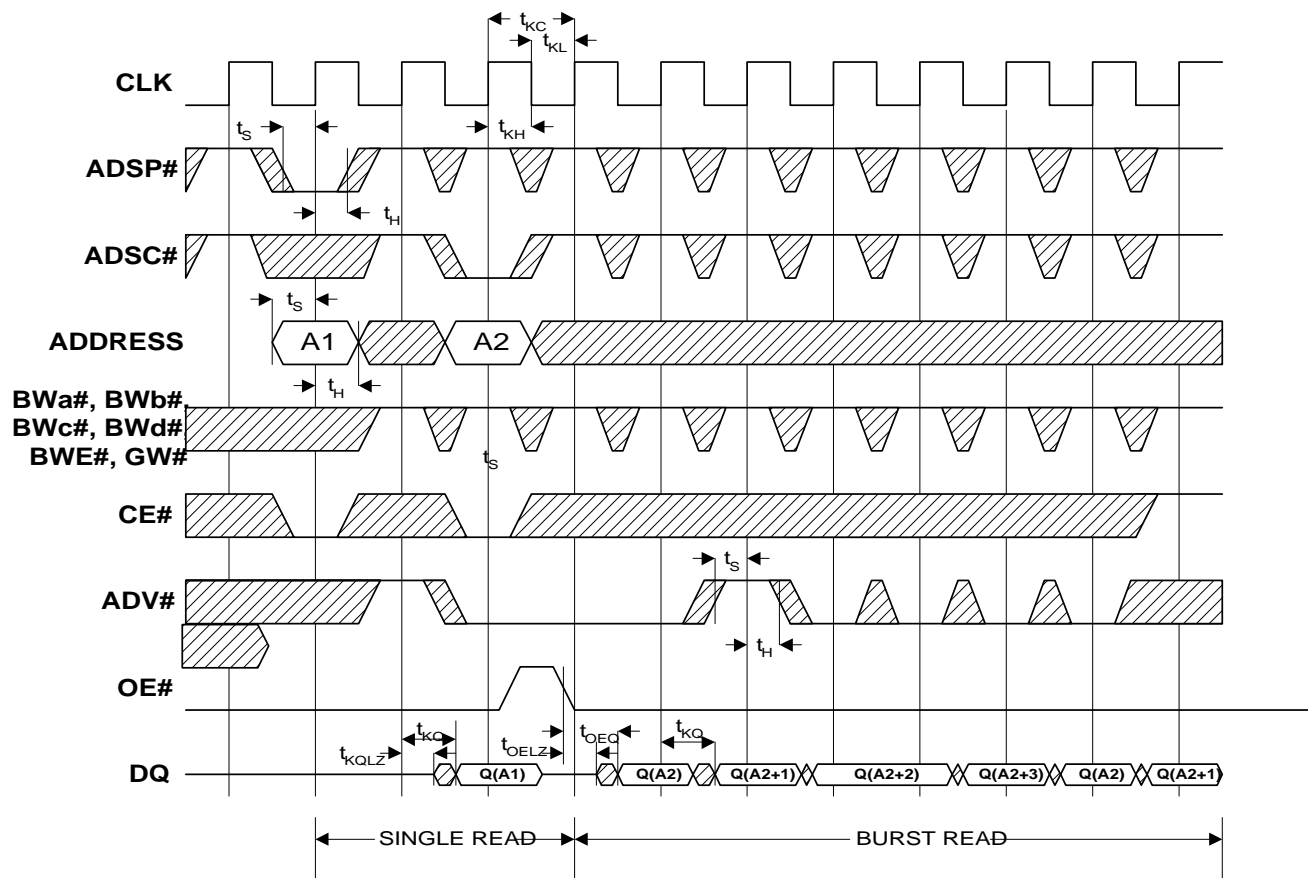 tKC
tKL
CLK
tS
tKH
ADSP#
tH
ADSC#
tS
ADDRESS
A1
A2
tH
BWa#, BWb#,
BWc#, BWd#
BWE#, GW#
tS
CE#
tS
ADV#
tH
OE#
tKQ
tOEQ
tKQ
tKQLZ
tOELZ
DQ
Q(A1)
Q(A2)
Q(A2+1)
Q(A2+2)
Q(A2+3)
Q(A2)
Q(A2+1)
SINGLE READ
BURST READ